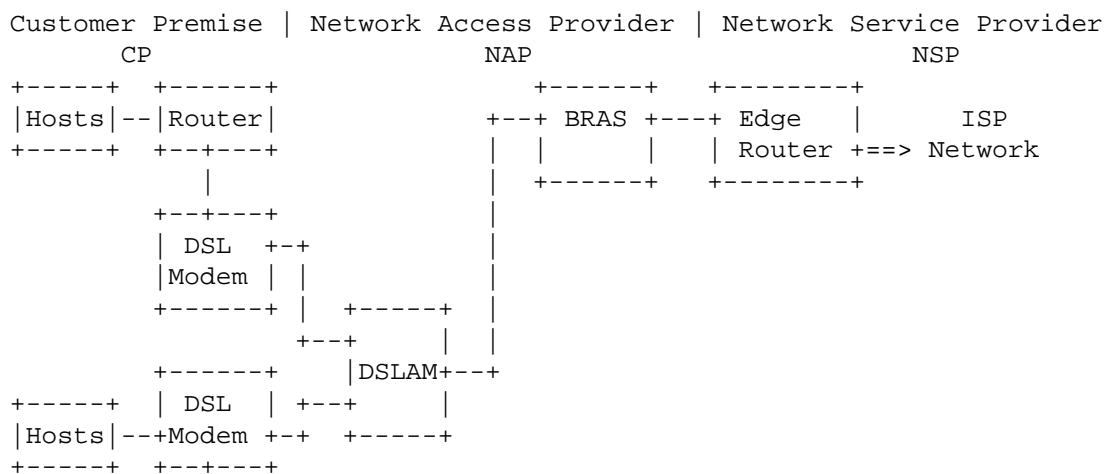 Customer Premise | Network Access Provider | Network Service Provider
       CP                             NAP                           NSP
+-----+  +------+                  +------+    +--------+
|Hosts|--|Router|               +--+ BRAS +---+ Edge   |      ISP
+-----+  +--+---+               |  |      |   | Router +==> Network
            |                   |  +------+   +--------+
         +--+---+               |
         | DSL  +-+             |
         |Modem | |             |
         +------+ |  +-----+    |
                  +--+     |    |
         +------+    |DSLAM+--+
+-----+  | DSL  | +--+     |
|Hosts|--+Modem +-+  +-----+
+-----+  +--+---+